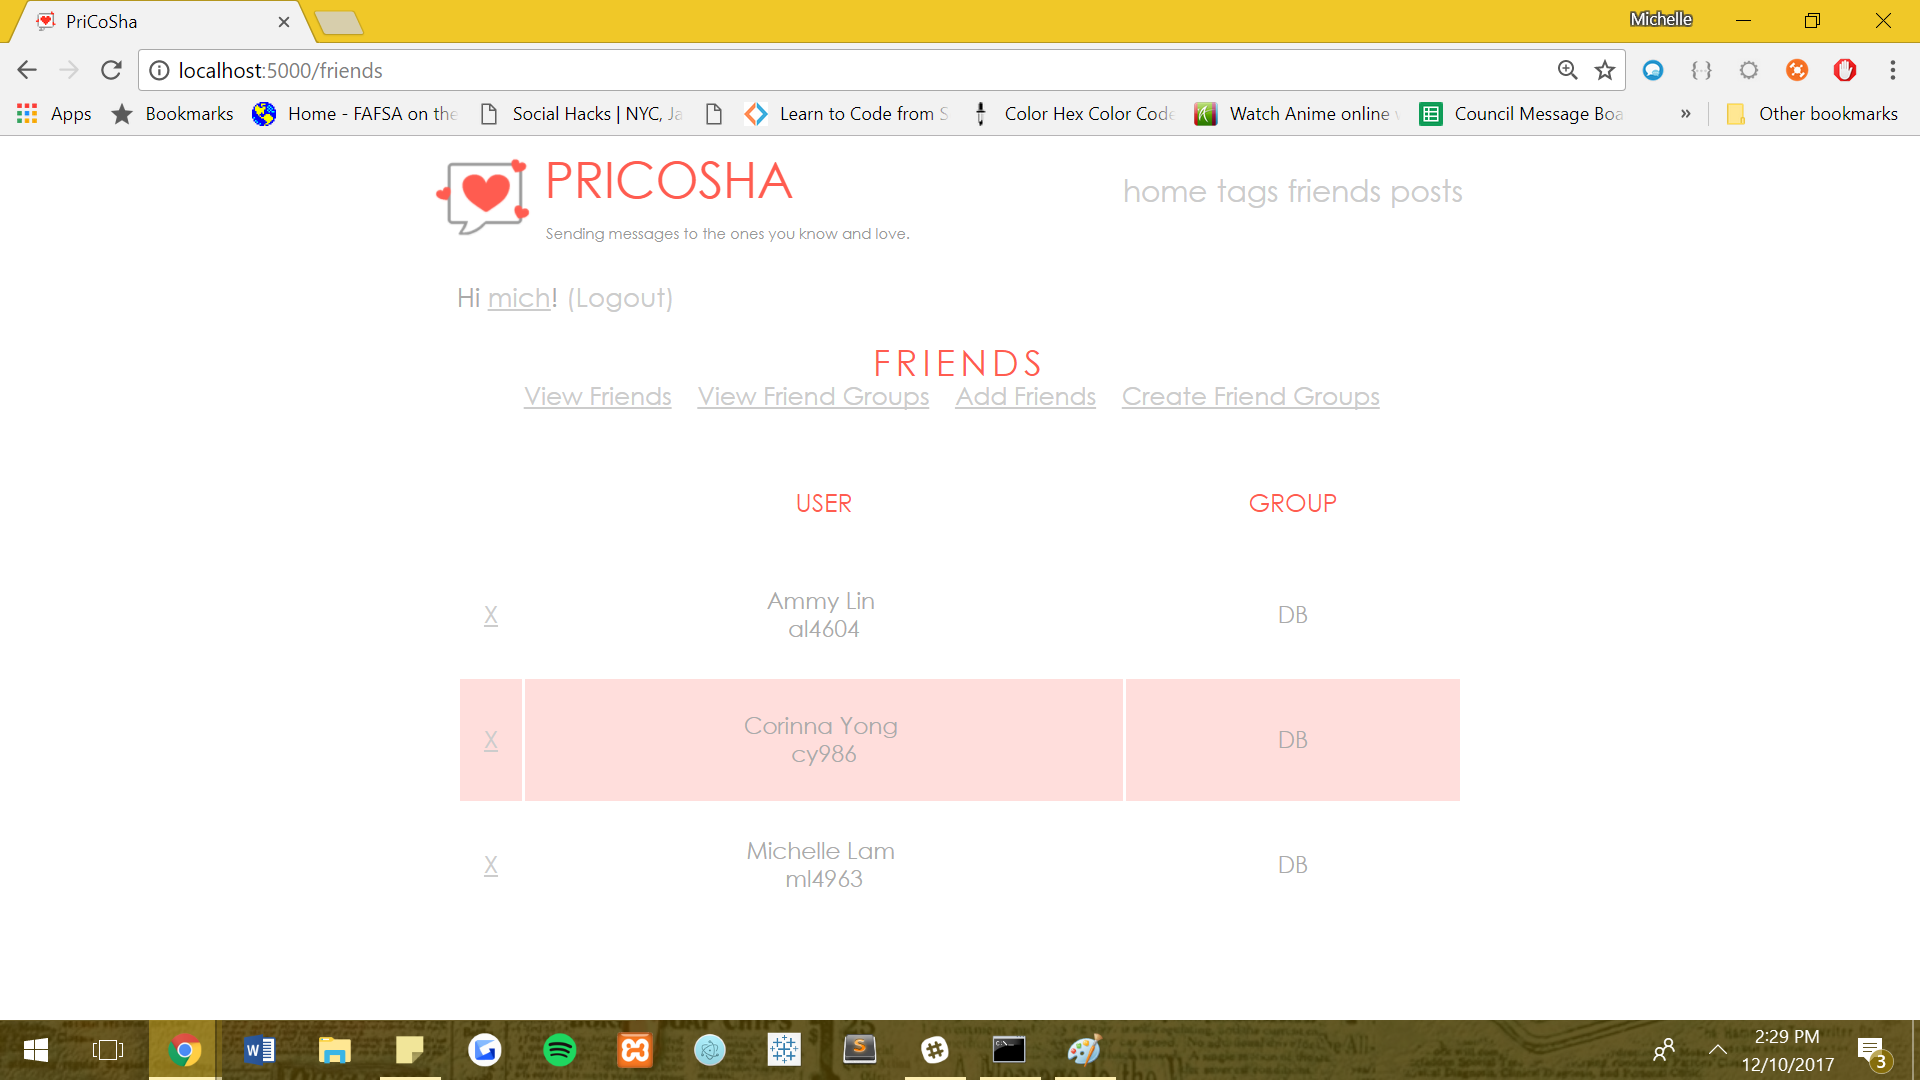 PriCoSha
Michelle
localhost:5000/friends
Apps Bookmarks Home - FAFSA on the Social Hacks | NYC, Ja Learn to Code from S Color Hex Color Code Watch Anime online Council Message Boa » Other bookmarks
PRICOSHA
home tags friends posts
Sending messages to the ones you know and love.
Hi mich! (Logout)
FRIENDS
View Friends View Friend Groups Add Friends Create Friend Groups
USER GROUP
X Ammy Lin DB
al4604
X Corinna Yong DB
cy986
X Michelle Lam DB
ml4963
2:29 PM
12/10/2017
3